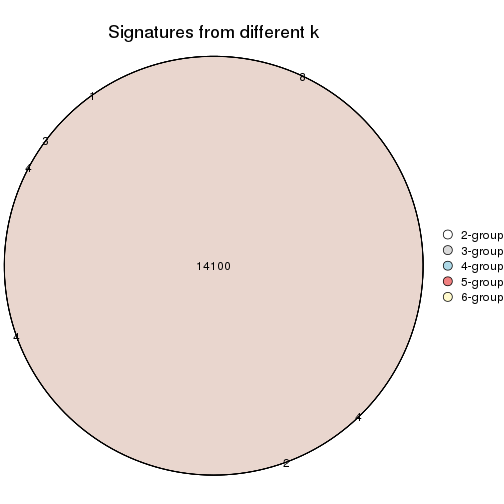 Signatures from different k
8
1
3
4
14100
2-group
3-group
4-group
5-group
6-group
4
4
2